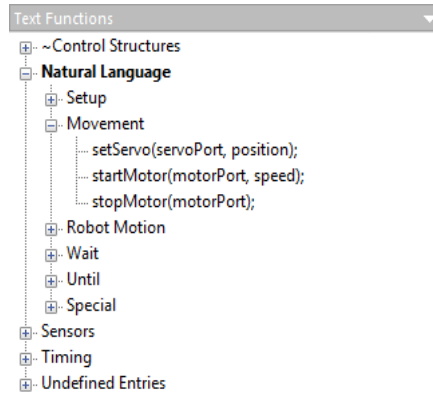 Text Functions
~Control Structures
Natural Language
Setup
Movement
setServo(servoPort, position);
startMotor(motorPort, speed);
stopMotor(motorPort);
Robot Motion
Wait
Until
Special
Sensors
Timing
Undefined Entries